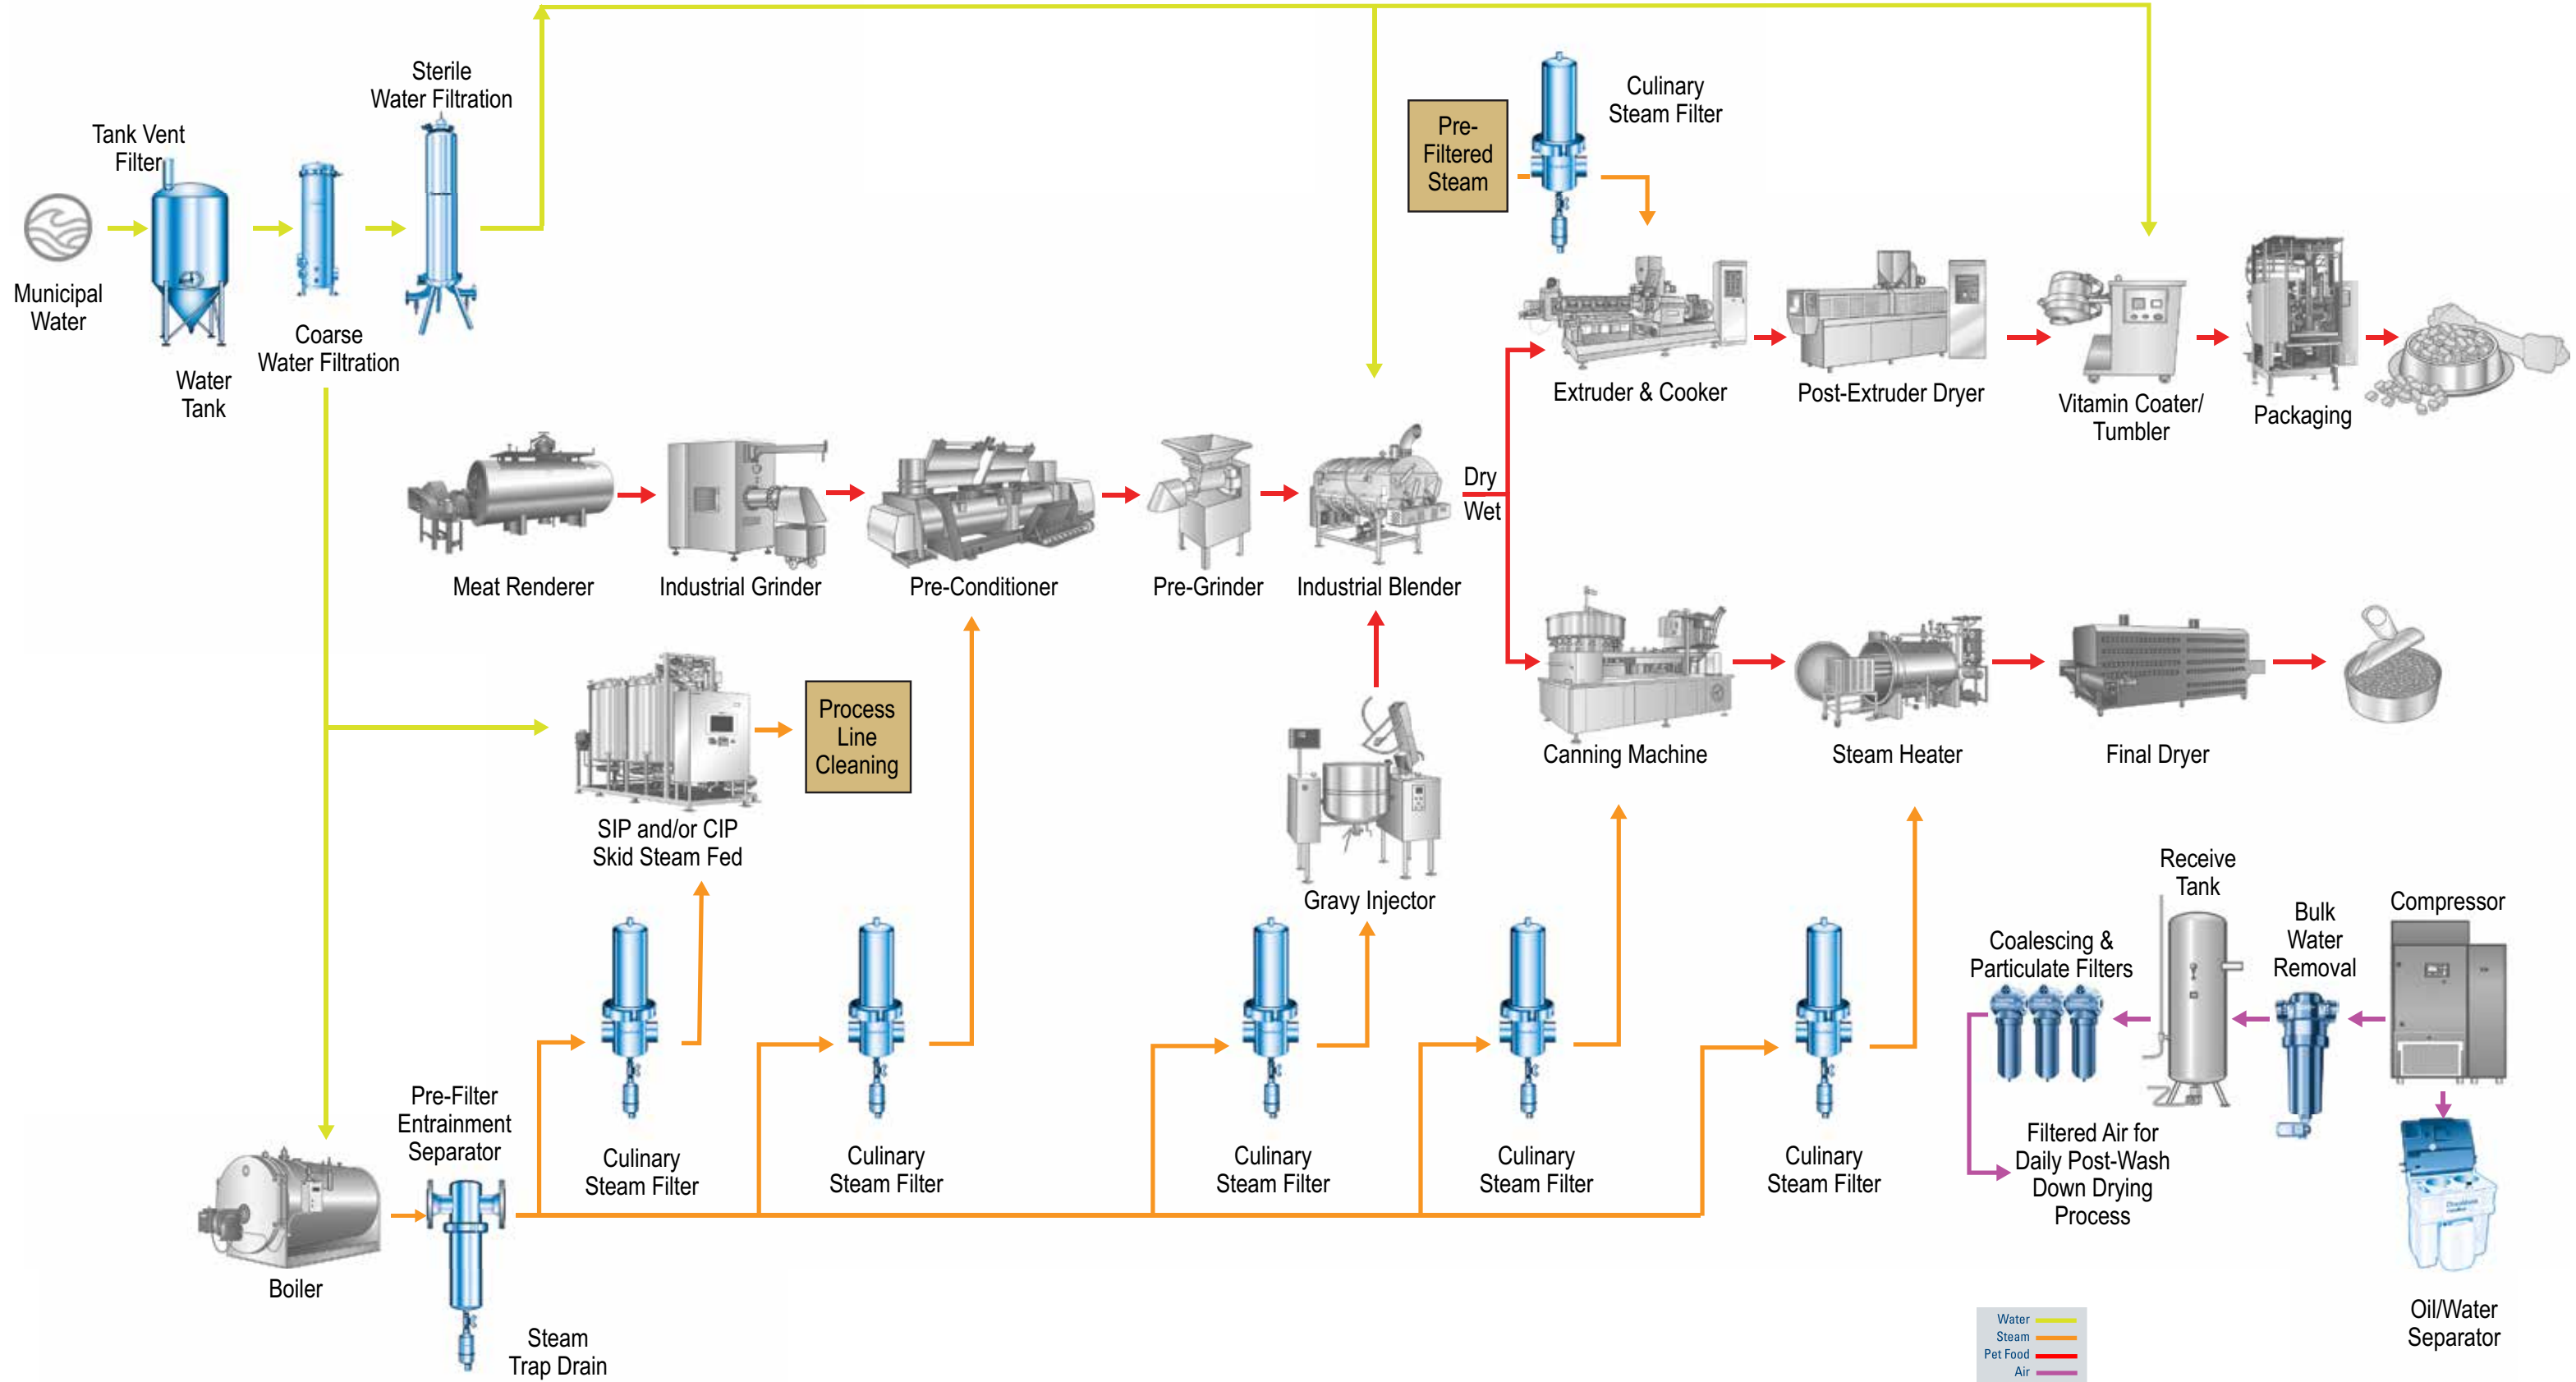 Sterile
Water Filtration
Tank Vent
Filter
Municipal
Water
Water
Tank
Coarse
Water Filtration
Pre-
Filtered
Steam
Culinary
Steam Filter
Extruder & Cooker
Post-Extruder Dryer
Vitamin Coater/
Tumbler
Packaging
Meat Renderer
Industrial Grinder
Pre-Conditioner
Pre-Grinder
Industrial Blender
Dry
Wet
Process
Line
Cleaning
SIP and/or CIP
Skid Steam Fed
Gravy Injector
Canning Machine
Steam Heater
Final Dryer
Receive
Tank
Compressor
Bulk
Water
Removal
Coalescing &
Particulate Filters
Filtered Air for
Daily Post-Wash
Down Drying
Process
Oil/Water
Separator
Pre-Filter
Entrainment
Separator
Culinary
Steam Filter
Culinary
Steam Filter
Culinary
Steam Filter
Culinary
Steam Filter
Culinary
Steam Filter
Boiler
Steam
Trap Drain
Water
Steam
Pet Food
Air